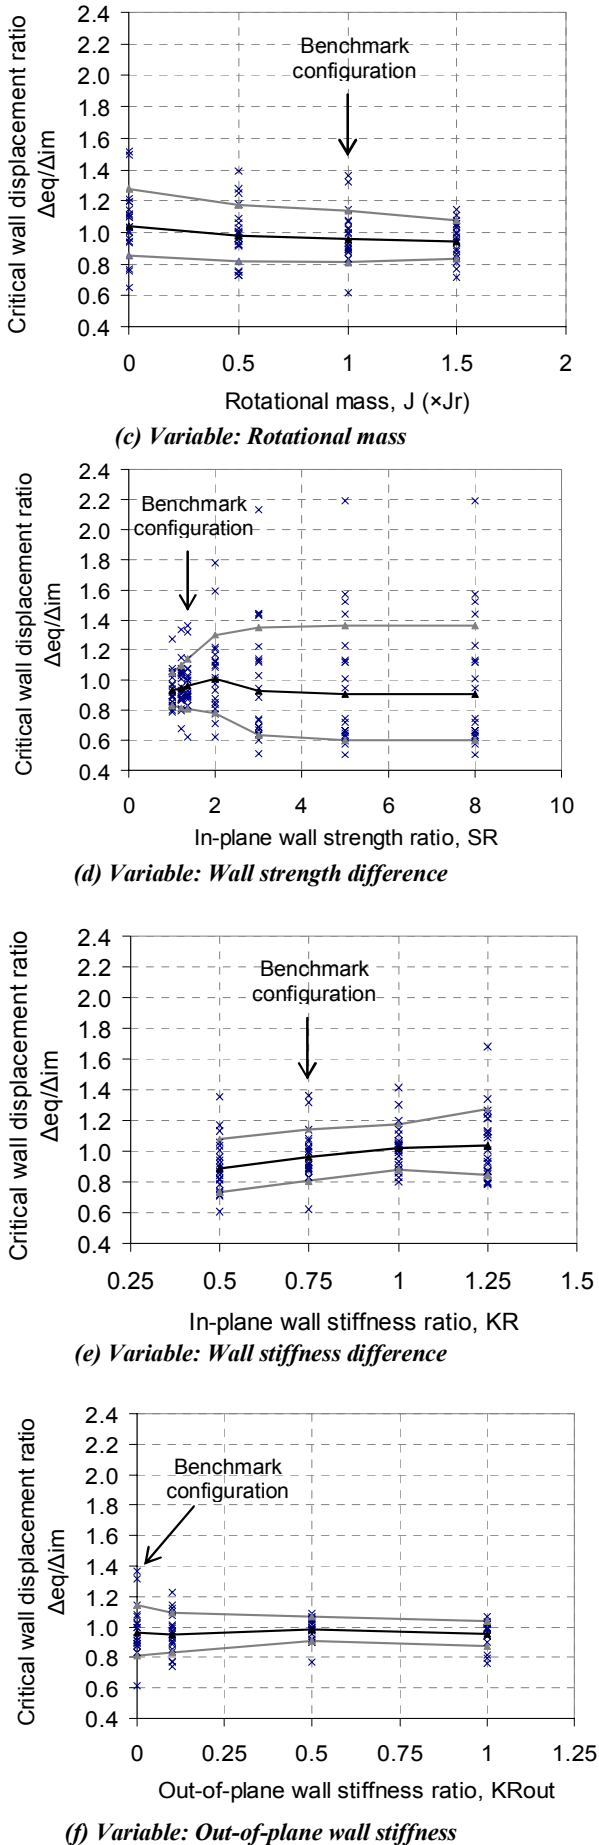 Critical wall displacement ratio
Δeq/Δim
2.4
2.2
2.0
1.8
1.6
1.4
1.2
1.0
0.8
0.6
0.4
Benchmark
configuration
0 0.5 1 1.5 2
Rotational mass, J (×Jr)
(c) Variable: Rotational mass
Critical wall displacement ratio
Δeq/Δim
2.4
2.2
2.0
1.8
1.6
1.4
1.2
1.0
0.8
0.6
0.4
Benchmark
configuration
0 2 4 6 8 10
In-plane wall strength ratio, SR
(d) Variable: Wall strength difference
Critical wall displacement ratio
Δeq/Δim
2.4
2.2
2.0
1.8
1.6
1.4
1.2
1.0
0.8
0.6
0.4
Benchmark
configuration
0.25 0.5 0.75 1 1.25 1.5
In-plane wall stiffness ratio, KR
(e) Variable: Wall stiffness difference
Critical wall displacement ratio
Δeq/Δim
2.4
2.2
2.0
1.8
1.6
1.4
1.2
1.0
0.8
0.6
0.4
Benchmark
configuration
0 0.25 0.5 0.75 1 1.25
Out-of-plane wall stiffness ratio, KRout
(f) Variable: Out-of-plane wall stiffness